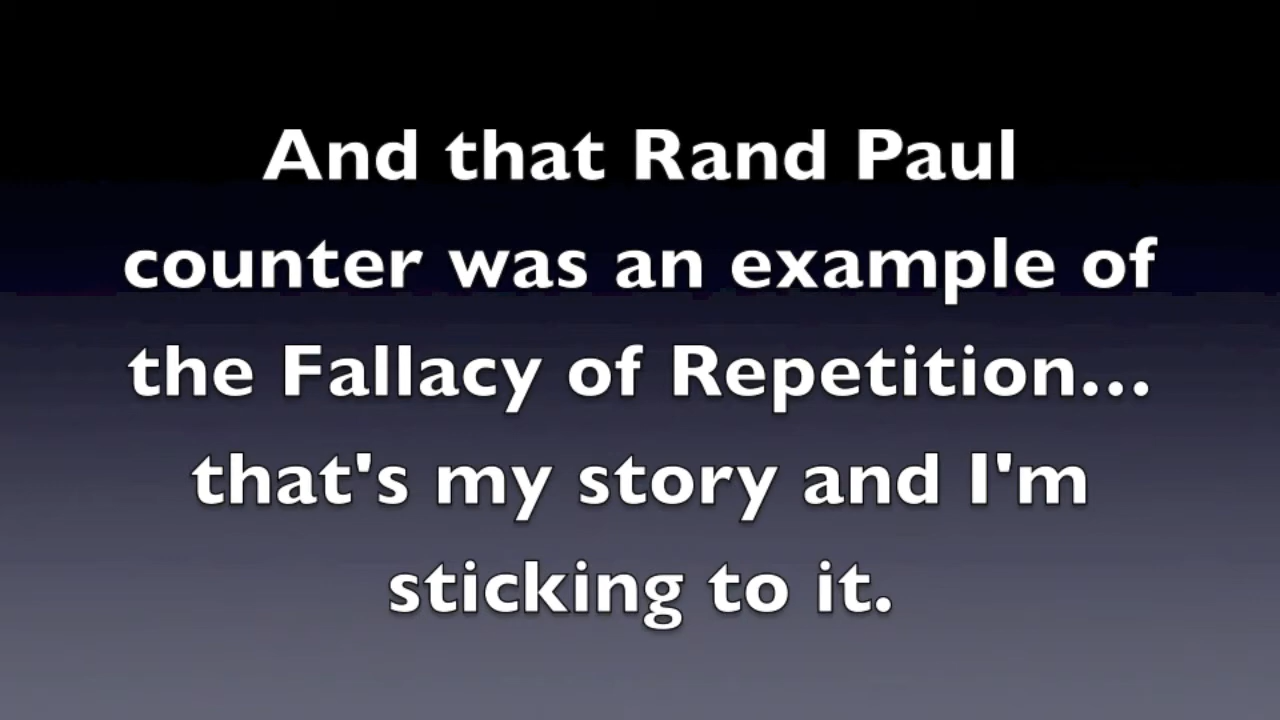 And that Rand Paul
counter was an example of
the Fallacy of Repetition...
that's my story and I'm
sticking to it.